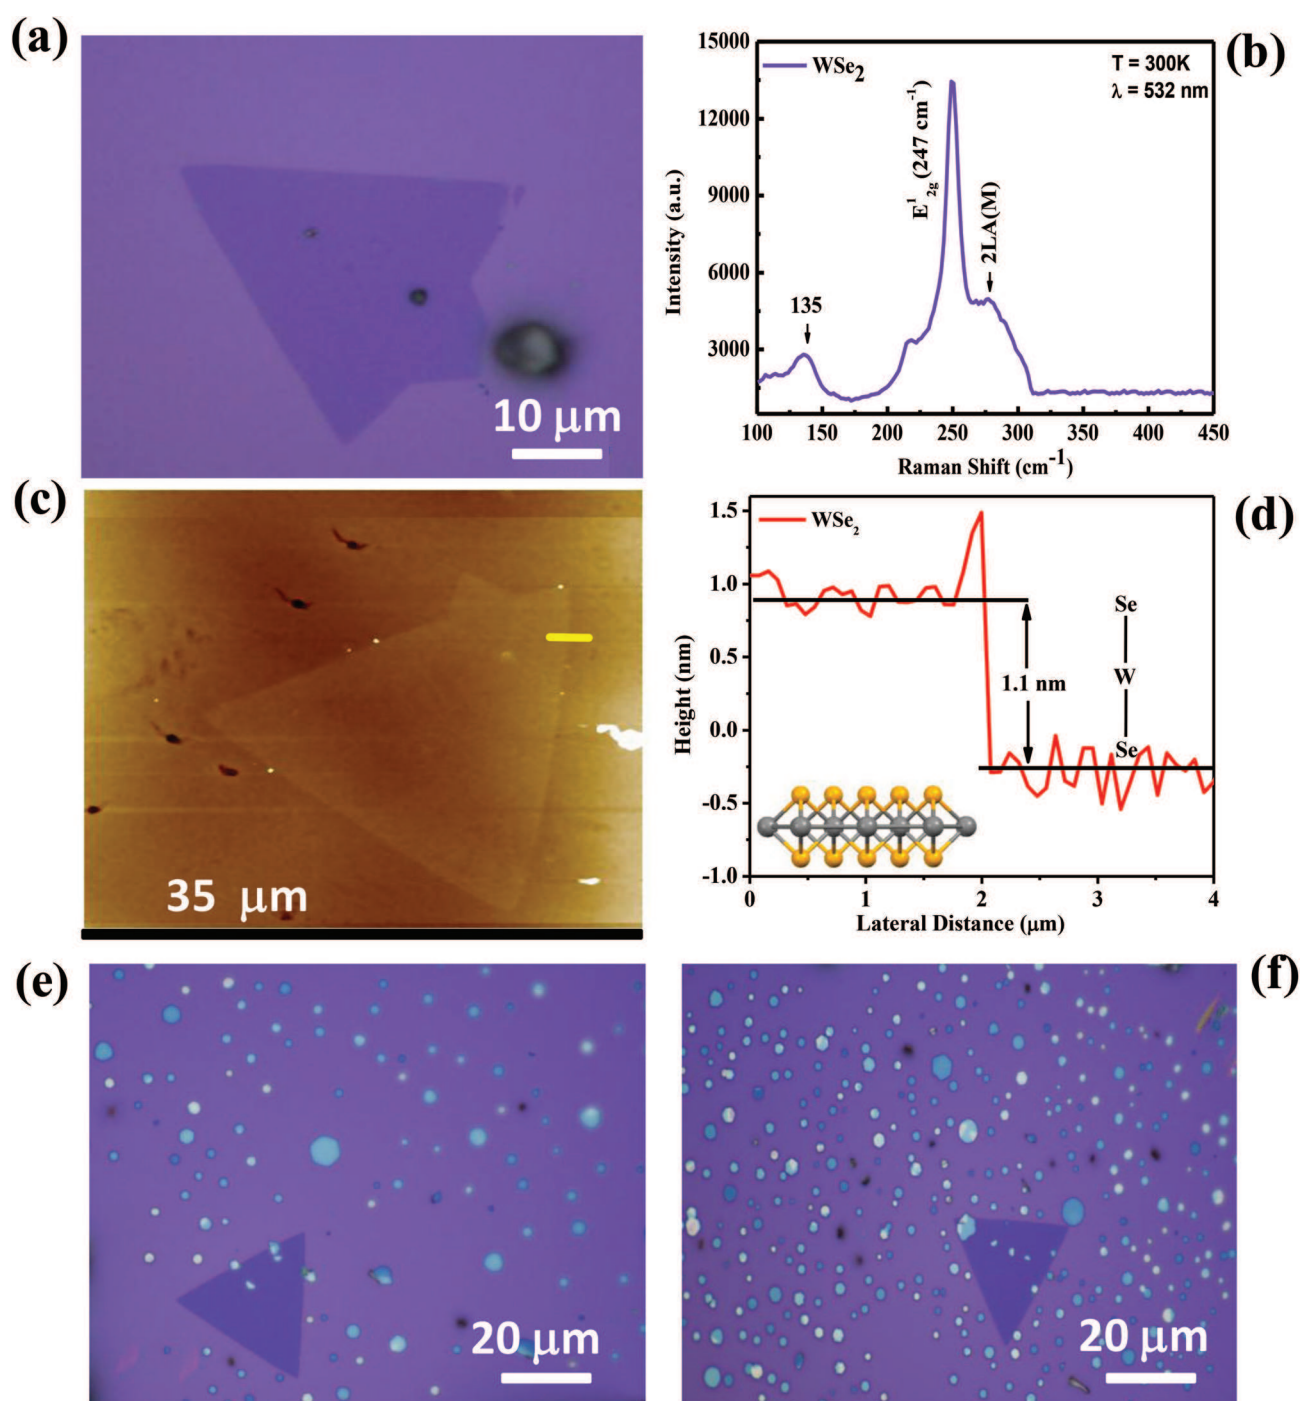 (a)
10 μm
(b)
WSe2
T = 300K
λ = 532 nm
E¹2g(247 cm⁻¹)
2LA(M)
135
Intensity (a.u.)
15000
12000
9000
6000
3000
100 150 200 250 300 350 400 450
Raman Shift (cm⁻¹)
(c)
35 μm
(d)
WSe2
Height (nm)
1.5
1.0
0.5
0.0
-0.5
-1.0
1.1 nm
Se
W
Se
0 1 2 3 4
Lateral Distance (μm)
(e)
20 μm
(f)
20 μm